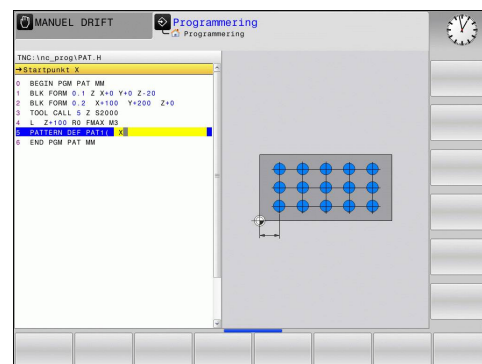 MANUEL DRIFT
Programmering
Programmering
TNC:\nc_prog\PAT.H
→Startpunkt X
0 BEGIN PGM PAT MM
1 BLK FORM 0.1 Z X+0 Y+0 Z-20
2 BLK FORM 0.2 X+100 Y+200 Z+0
3 TOOL CALL 5 Z S2000
4 L Z+100 R0 FMAX M3
5 PATTERN DEF PAT1( X
6 END PGM PAT MM